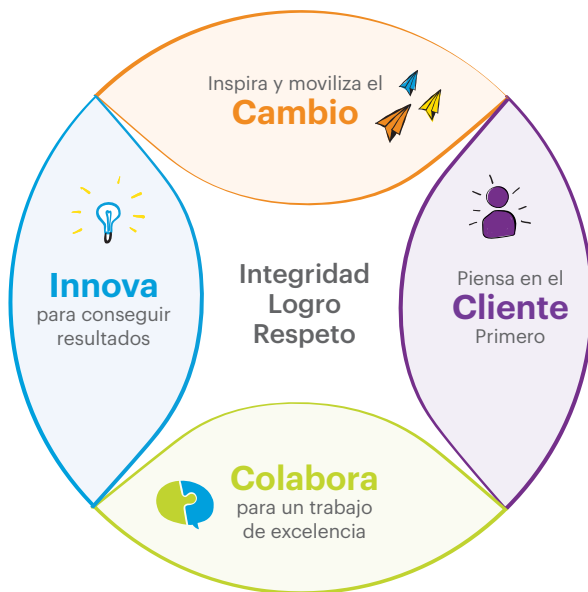 Inspira y moviliza el
Cambio
Innova
para conseguir
resultados
Integridad
Logro
Respeto
Piensa en el
Cliente
Primero
Colabora
para un trabajo
de excelencia